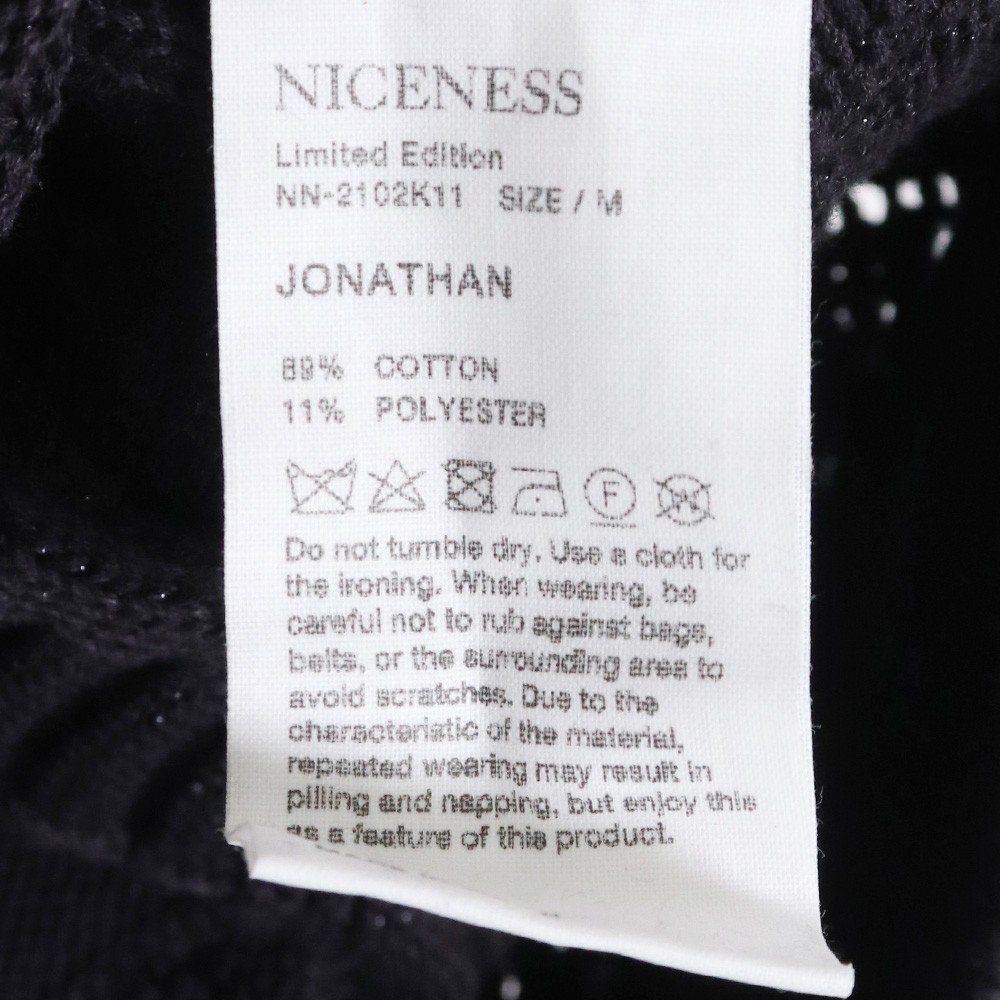 NICENESS
Limited Edition
NN-2102K11 SIZE / M
JONATHAN
89% COTTON
11% POLYESTER
F
W
Do not tumble dry. Use a cloth for
the ironing. When wearing, be
careful not to rub against bags,
belts, or the surrounding area to
avoid scratches. Due to the
characteristic of the material,
repeated wearing may result in
pilling and napping, but enjoy this
as a feature of this product.